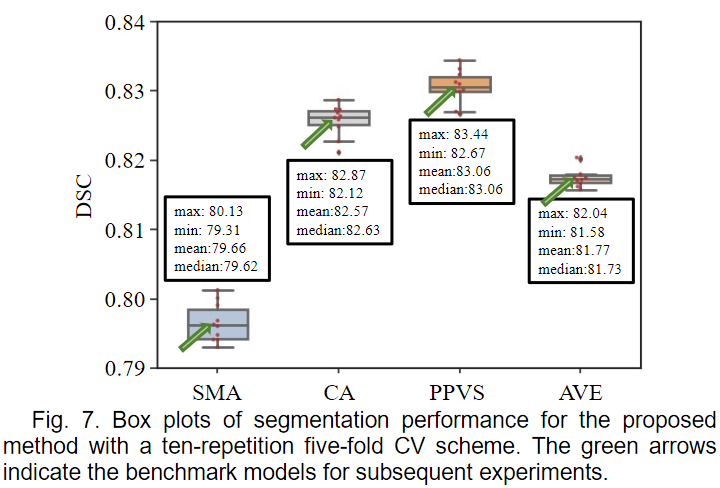 0.84
0.83
0.82
0.81
0.80
0.79
DSC
max: 80.13
min: 79.31
mean:79.66
median:79.62
max: 82.87
min: 82.12
mean:82.57
median:82.63
max: 83.44
min: 82.67
mean:83.06
median:83.06
max: 82.04
min: 81.58
mean:81.77
median:81.73
SMA CA PPVS AVE
Fig. 7. Box plots of segmentation performance for the proposed
method with a ten-repetition five-fold CV scheme. The green arrows
indicate the benchmark models for subsequent experiments.